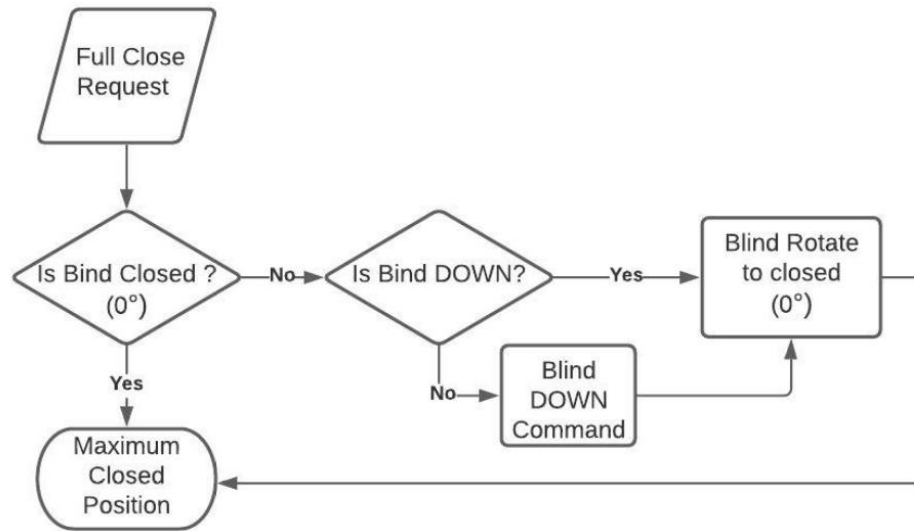 Full Close
Request
Is Bind Closed ?
(0°)
No
Is Bind DOWN?
Yes
Blind Rotate
to closed
(0°)
Yes
No
Blind
DOWN
Command
Maximum
Closed
Position